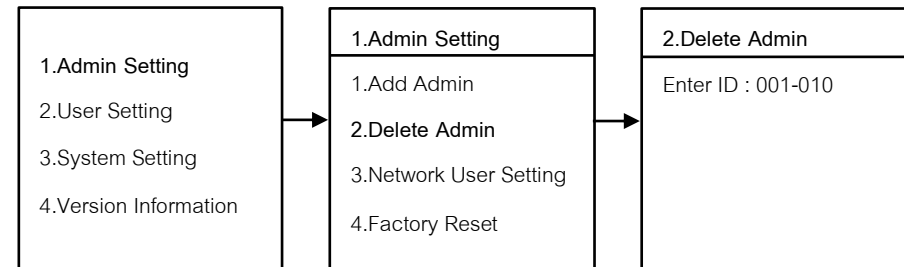 1.Admin Setting
2.User Setting
3.System Setting
4.Version Information
1.Admin Setting
1.Add Admin
2.Delete Admin
3.Network User Setting
4.Factory Reset
2.Delete Admin
Enter ID : 001-010